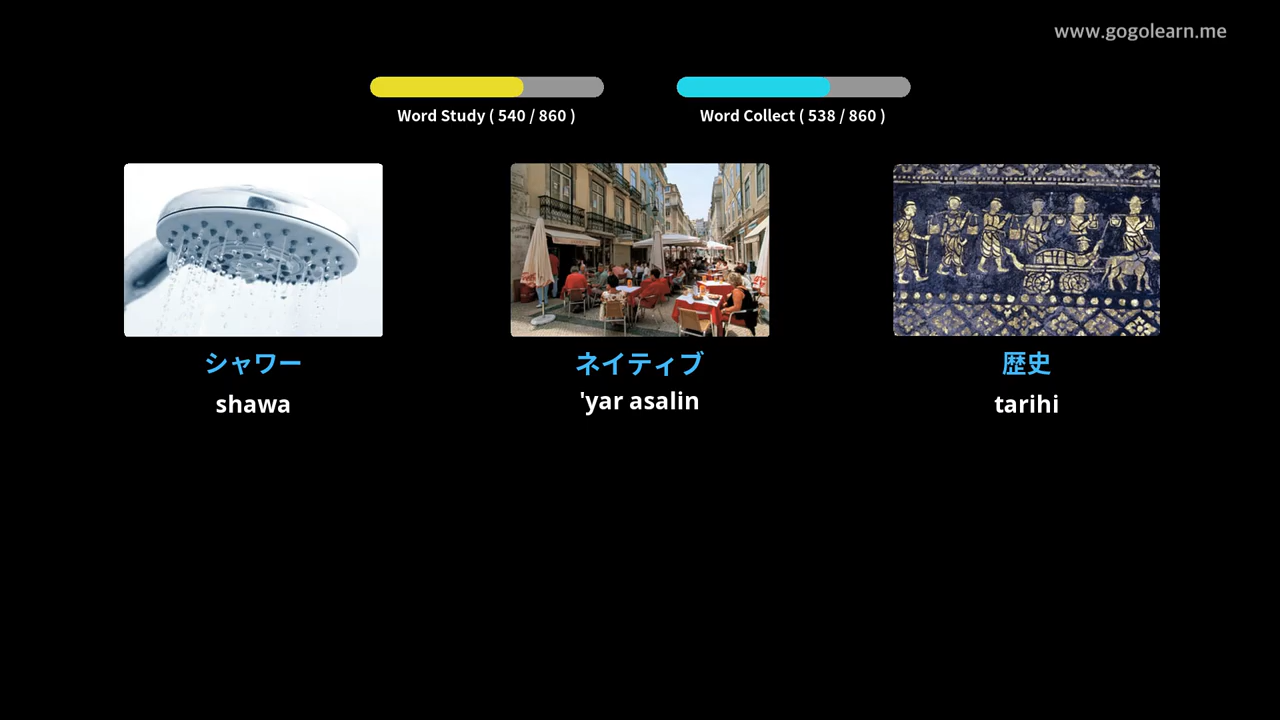 www.gogolearn.me
Word Study ( 540 / 860 )
Word Collect ( 538 / 860 )
シャワー
shawa
ネイティブ
'yar asalin
歴史
tarihi